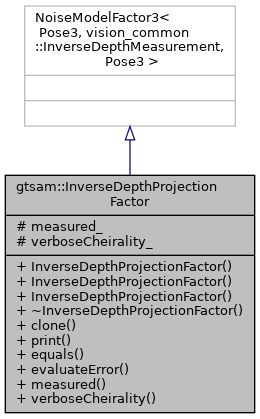 NoiseModelFactor3<
Pose3, vision_common
::InverseDepthMeasurement,
Pose3 >
gtsam::InverseDepthProjection
Factor
# measured_
# verboseCheirality_
+ InverseDepthProjectionFactor()
+ InverseDepthProjectionFactor()
+ InverseDepthProjectionFactor()
+ ~InverseDepthProjectionFactor()
+ clone()
+ print()
+ equals()
+ evaluateError()
+ measured()
+ verboseCheirality()